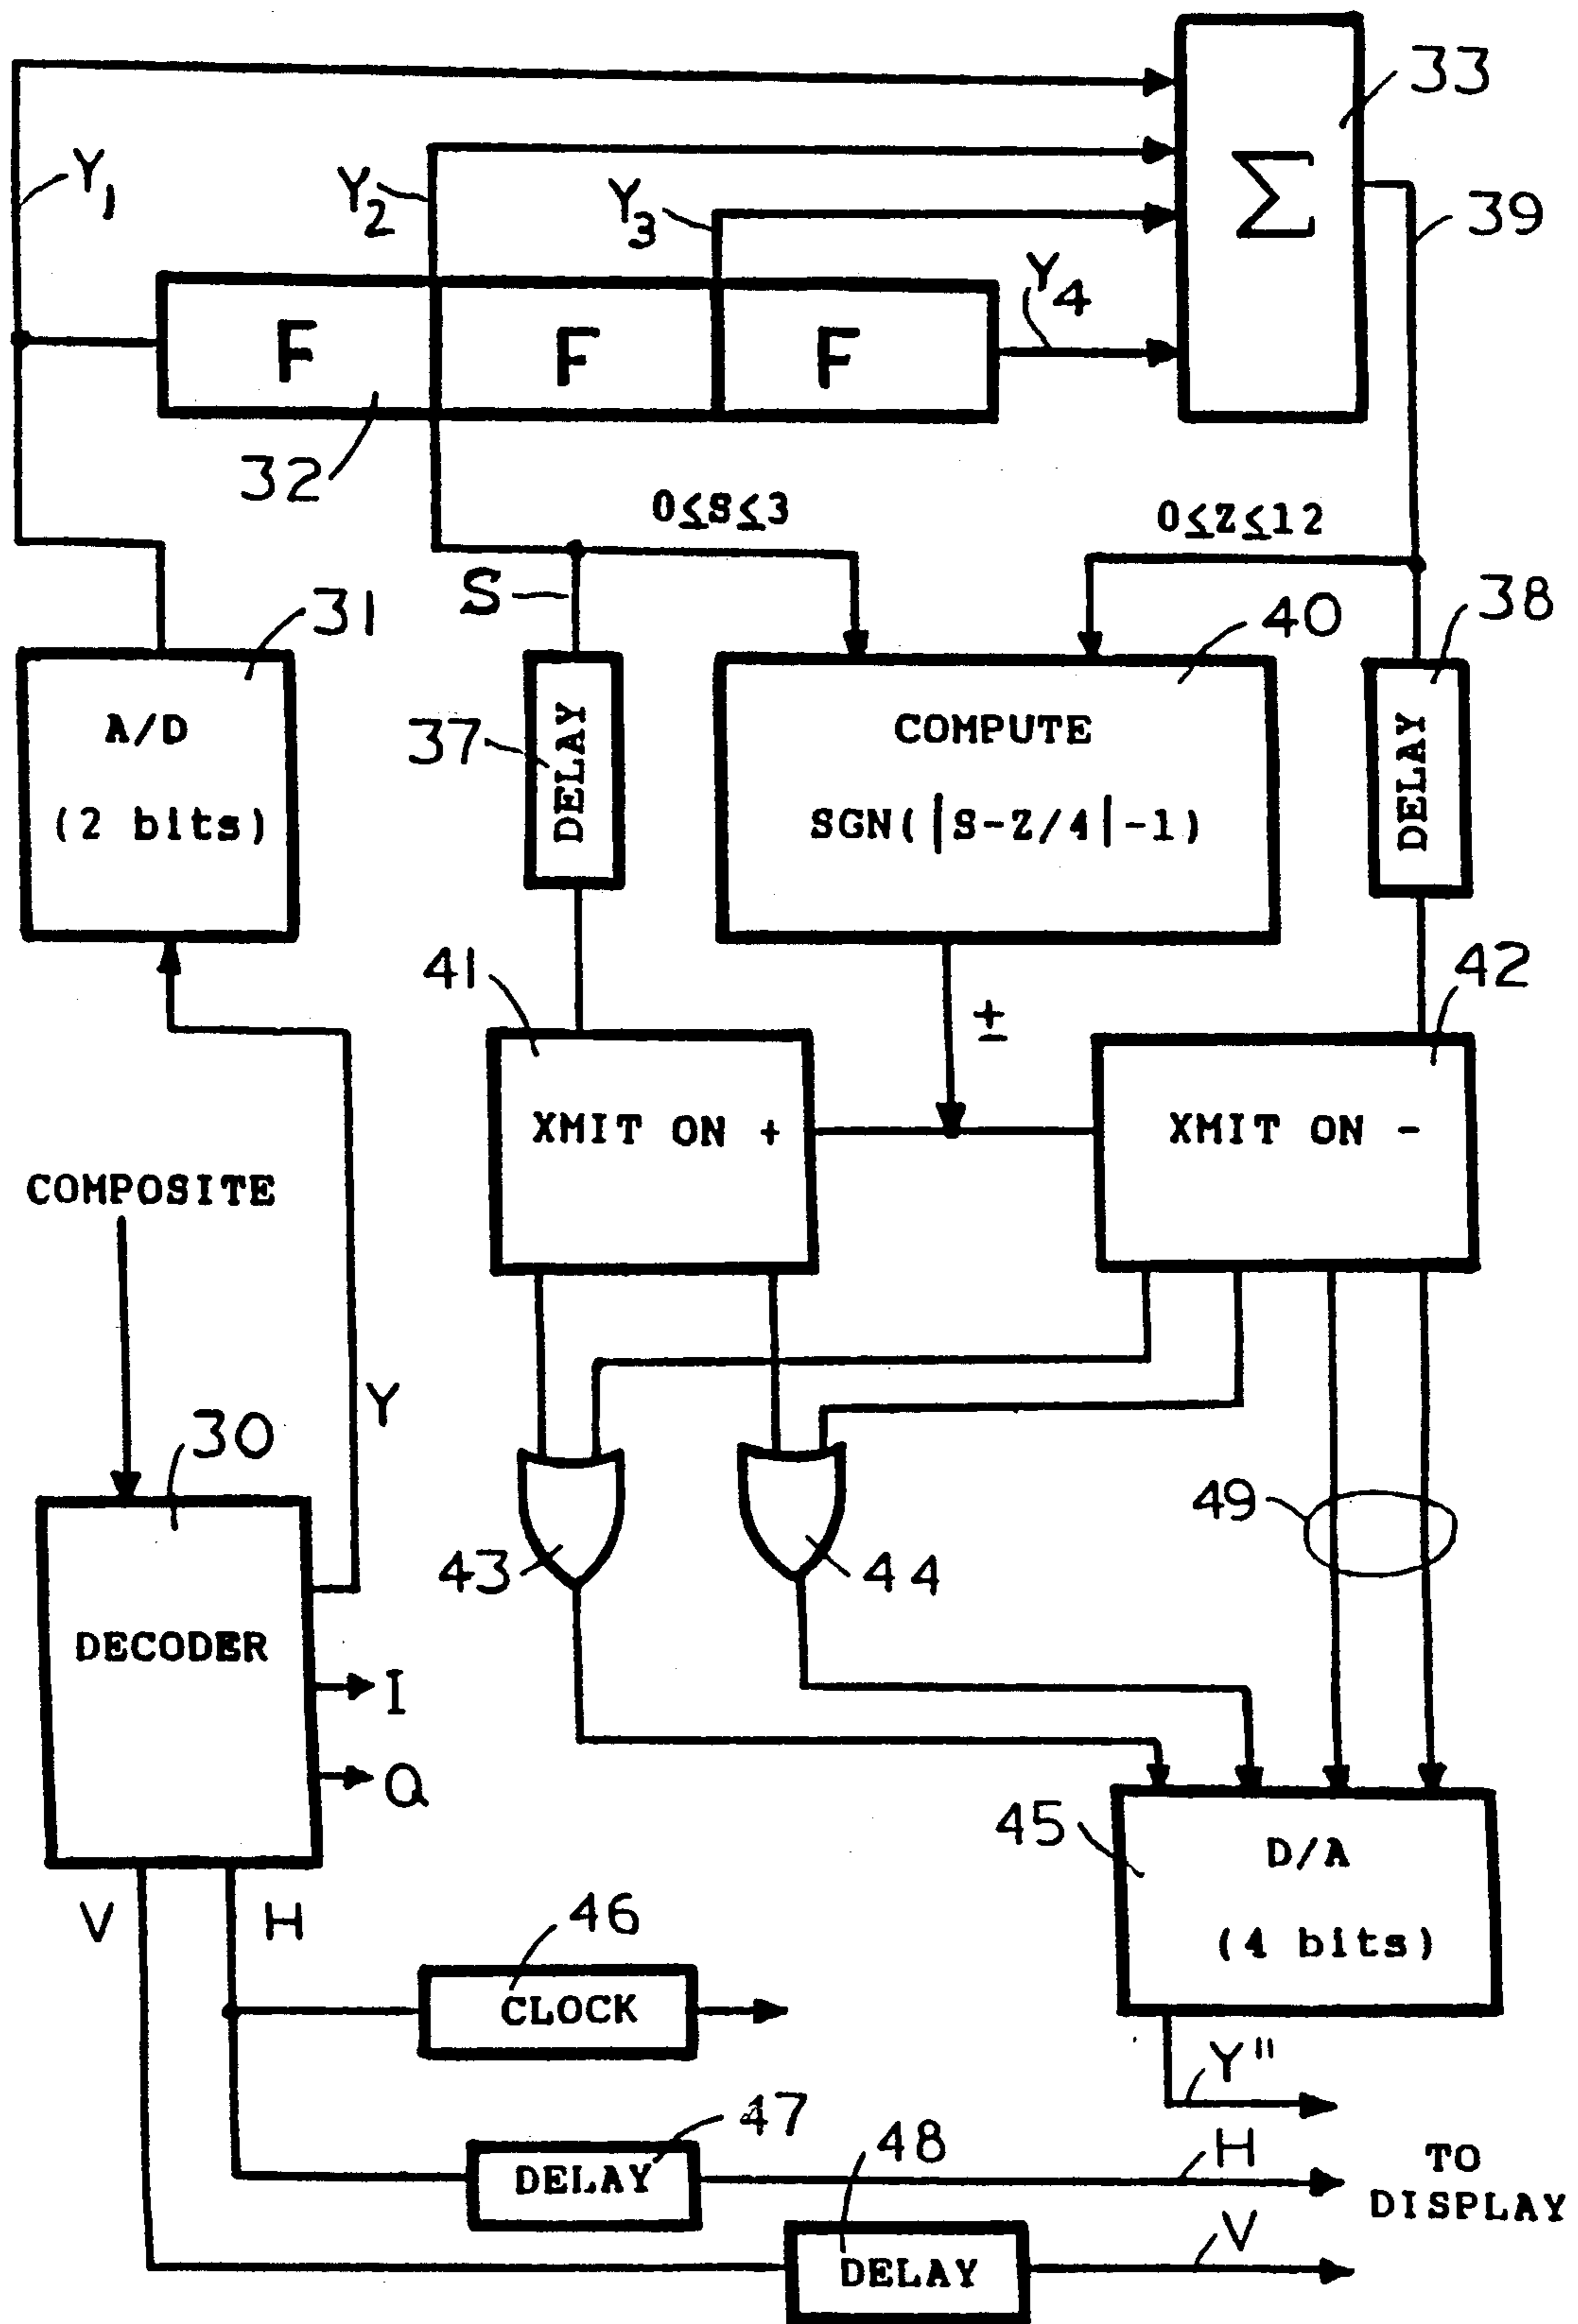 33
Σ
Y1
Y2
Y3
39
Y4
F
F
F
32
0≤S≤3
0≤Z≤12
S
31
40
38
A/D
(2 bits)
37
DELAY
COMPUTE
SGN(|S-Z/4|-1)
DELAY
41
±
42
XMIT ON +
XMIT ON -
COMPOSITE
Y
30
49
43
44
DECODER
I
Q
45
D/A
(4 bits)
V
H
46
CLOCK
Y"
47
DELAY
48
H
TO
DISPLAY
V
DELAY